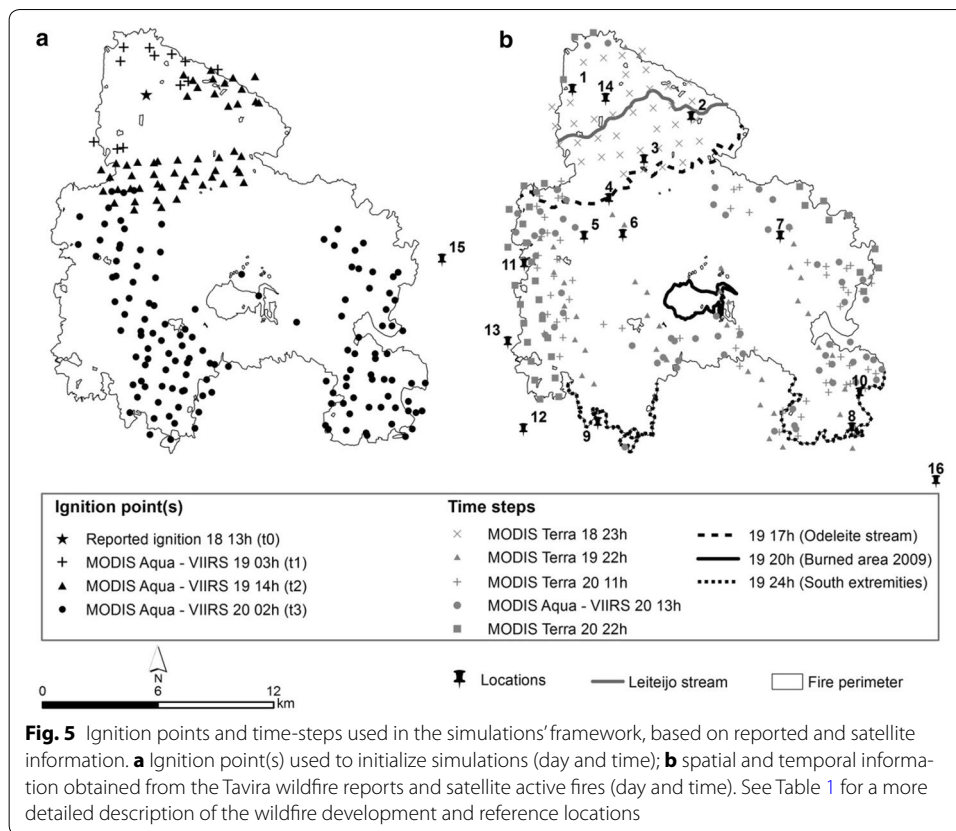 a
b
1
14
2
3
4
5
6
7
15
11
13
10
12
9
8
16
Ignition point(s)
Reported ignition 18 13h (t0)
MODIS Aqua - VIIRS 19 03h (t1)
MODIS Aqua - VIIRS 19 14h (t2)
MODIS Aqua - VIIRS 20 02h (t3)
Time steps
MODIS Terra 18 23h
MODIS Terra 19 22h
MODIS Terra 20 11h
MODIS Aqua - VIIRS 20 13h
MODIS Terra 20 22h
19 17h (Odeleite stream)
19 20h (Burned area 2009)
19 24h (South extremities)
N
0 6 12
km
Locations
Leiteijo stream
Fire perimeter
Fig. 5 Ignition points and time-steps used in the simulations’ framework, based on reported and satellite
information. a Ignition point(s) used to initialize simulations (day and time); b spatial and temporal informa-
tion obtained from the Tavira wildfire reports and satellite active fires (day and time). See Table 1 for a more
detailed description of the wildfire development and reference locations